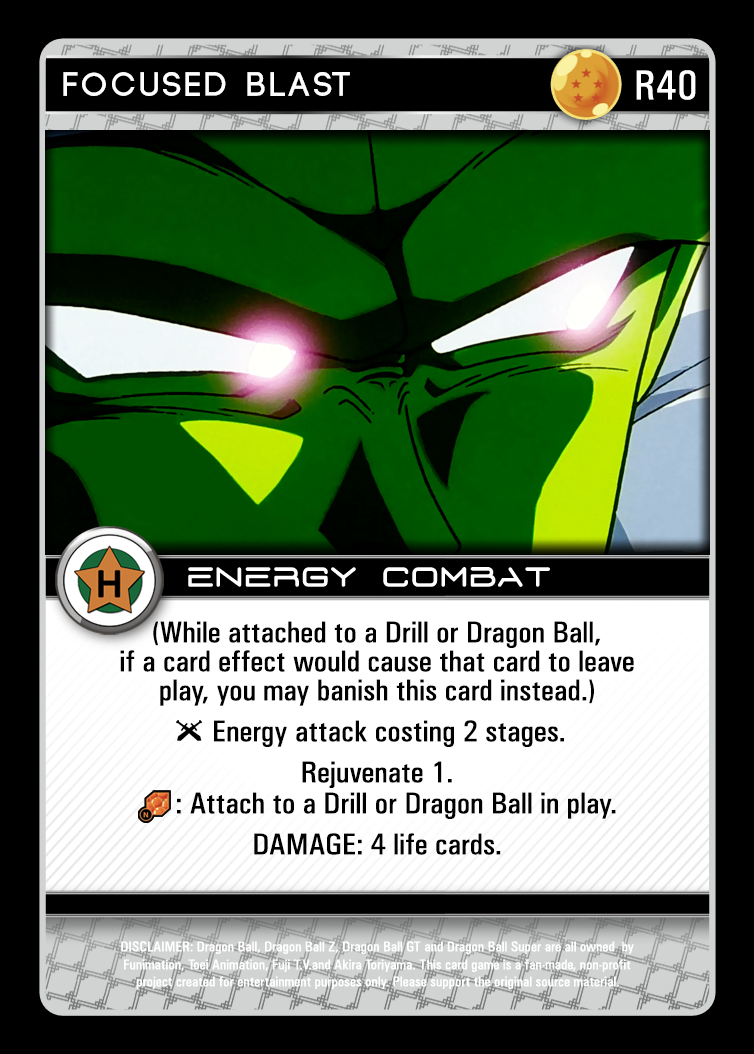 FOCUSED BLAST
R40
H
ENERGY COMBAT
(While attached to a Drill or Dragon Ball,
if a card effect would cause that card to leave
play, you may banish this card instead.)
Energy attack costing 2 stages.
Rejuvenate 1.
N : Attach to a Drill or Dragon Ball in play.
DAMAGE: 4 life cards.
DISCLAIMER: Dragon Ball, Dragon Ball Z, Dragon Ball GT and Dragon Ball Super are all owned by
Funimation, Toei Animation, Fuji T.V.and Akira Toriyama. This card game is a fan-made, non-profit
project created for entertainment purposes only. Please support the original source material.